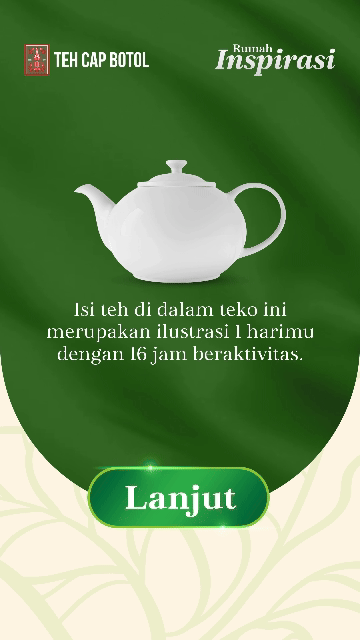 TEH CAP BOTOL
Rumah
Inspirasi
Isi teh di dalam teko ini
merupakan ilustrasi 1 harimu
dengan 16 jam beraktivitas.
Lanjut